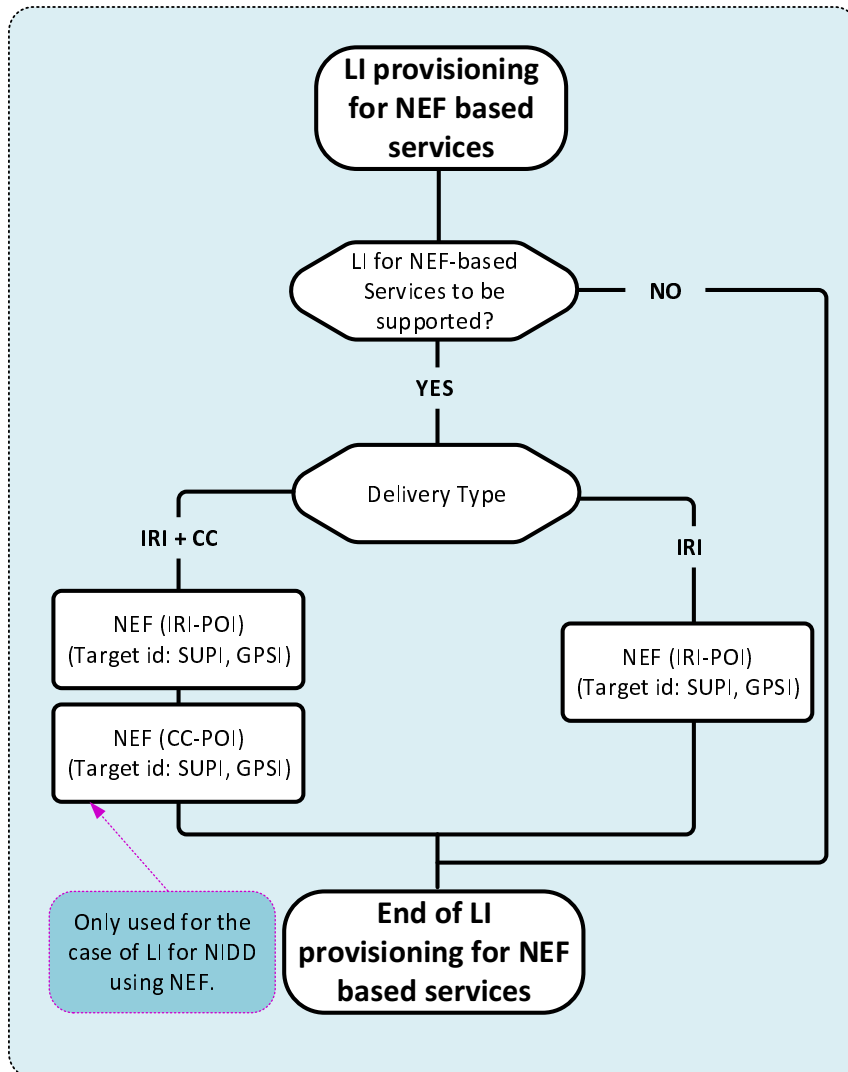 LI provisioning
for NEF based
services
LI for NEF-based
Services to be
supported?
NO
YES
Delivery Type
IRI + CC
IRI
NEF (IRI-POI)
(Target id: SUPI, GPSI)
NEF (IRI-POI)
(Target id: SUPI, GPSI)
NEF (CC-POI)
(Target id: SUPI, GPSI)
Only used for the
case of LI for NIDD
using NEF.
End of LI
provisioning for NEF
based services